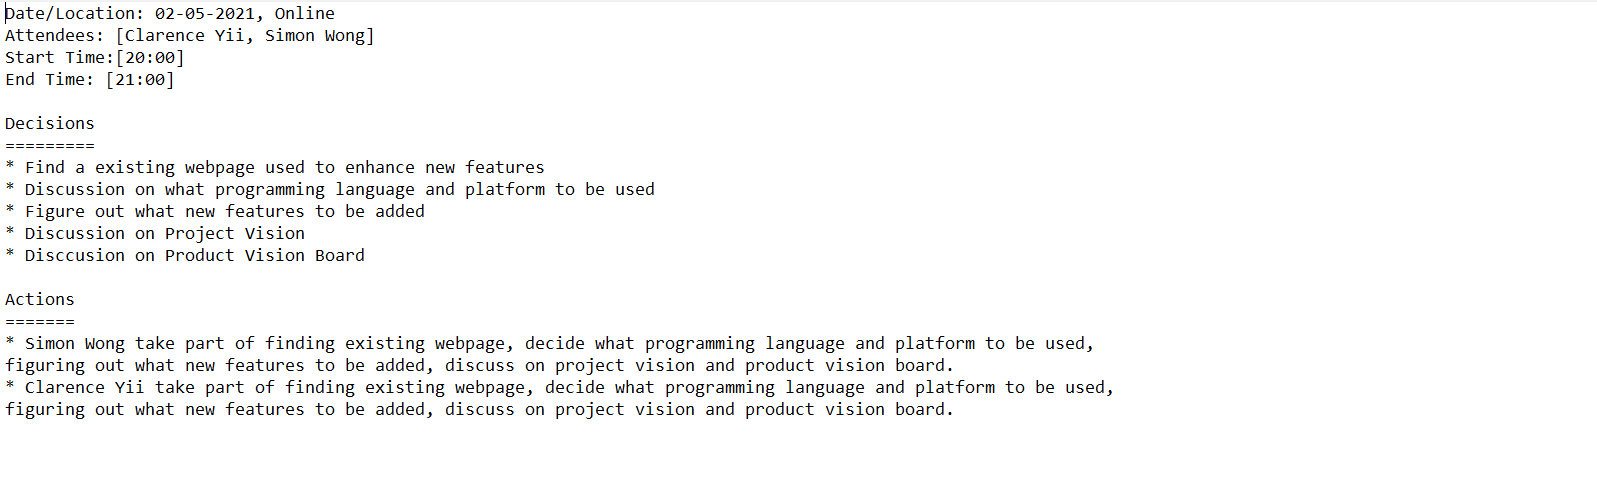 Date/Location: 02-05-2021, Online
Attendees: [Clarence Yii, Simon Wong]
Start Time:[20:00]
End Time: [21:00]

Decisions
=========
* Find a existing webpage used to enhance new features
* Discussion on what programming language and platform to be used
* Figure out what new features to be added
* Discussion on Project Vision
* Disccusion on Product Vision Board

Actions
=======
* Simon Wong take part of finding existing webpage, decide what programming language and platform to be used,
figuring out what new features to be added, discuss on project vision and product vision board.
* Clarence Yii take part of finding existing webpage, decide what programming language and platform to be used,
figuring out what new features to be added, discuss on project vision and product vision board.